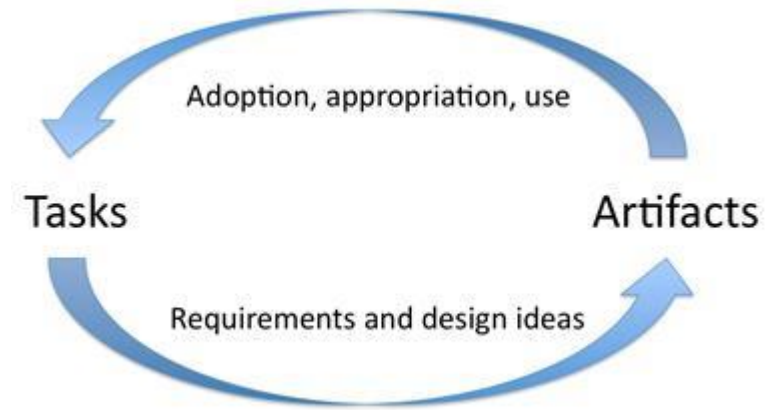 Adoption, appropriation, use
Tasks
Artifacts
Requirements and design ideas